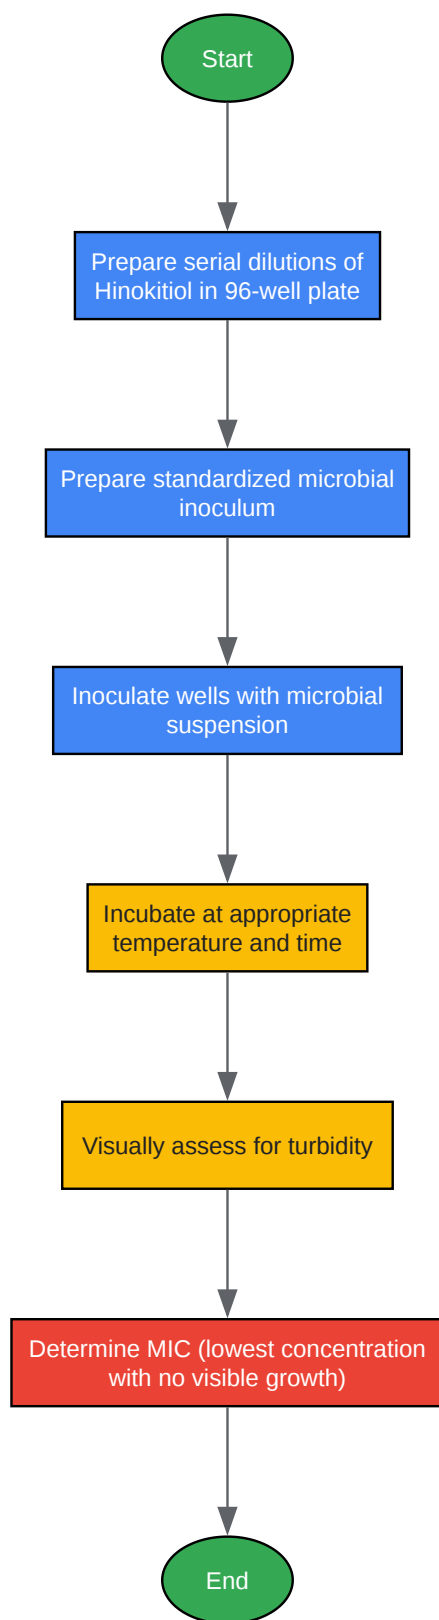 Start
Prepare serial dilutions of
Hinokitiol in 96-well plate
Prepare standardized microbial
inoculum
Inoculate wells with microbial
suspension
Incubate at appropriate
temperature and time
Visually assess for turbidity
Determine MIC (lowest concentration
with no visible growth)
End